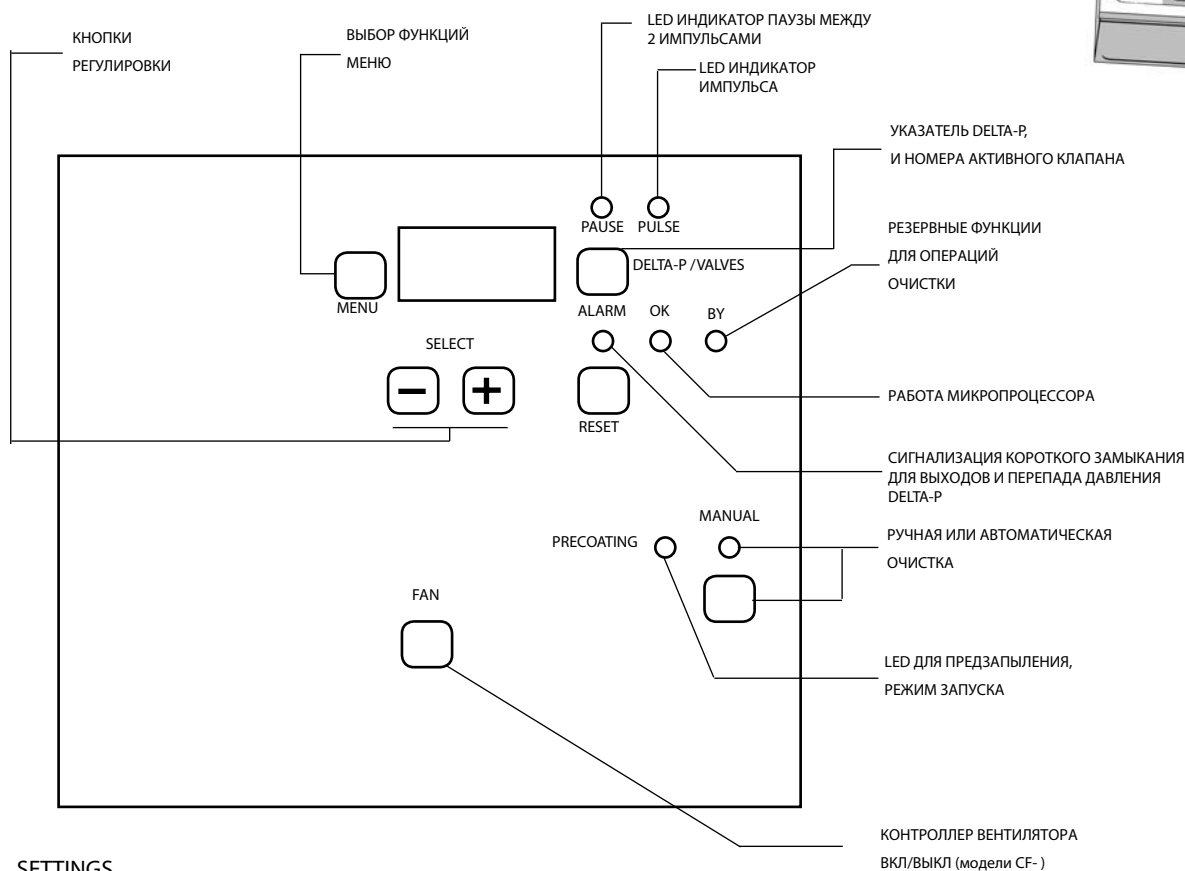 LED ИНДИКАТОР ПАУЗЫ МЕЖДУ
2 ИМПУЛЬСАМИ
КНОПКИ
РЕГУЛИРОВКИ
ВЫБОР ФУНКЦИЙ
МЕНЮ
LED ИНДИКАТОР
ИМПУЛЬСА
УКАЗАТЕЛЬ DELTA-P,
И НОМЕРА АКТИВНОГО КЛАПАНА
PAUSE PULSE
РЕЗЕРВНЫЕ ФУНКЦИИ
ДЛЯ ОПЕРАЦИЙ
ОЧИСТКИ
DELTA-P /VALVES
MENU
ALARM OK BY
SELECT
− +
РАБОТА МИКРОПРОЦЕССОРА
RESET
СИГНАЛИЗАЦИЯ КОРОТКОГО ЗАМЫКАНИЯ
ДЛЯ ВЫХОДОВ И ПЕРЕПАДА ДАВЛЕНИЯ
DELTA-P
MANUAL
PRECOATING
РУЧНАЯ ИЛИ АВТОМАТИЧЕСКАЯ
ОЧИСТКА
FAN
LED ДЛЯ ПРЕДЗАПЫЛЕНИЯ,
РЕЖИМ ЗАПУСКА
КОНТРОЛЛЕР ВЕНТИЛЯТОРА
ВКЛ/ВЫКЛ (модели CF- )
SETTINGS